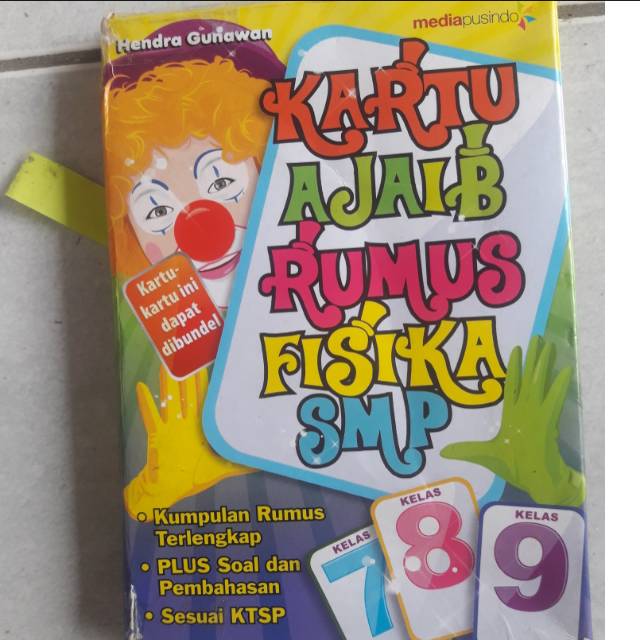 Hendra Gunawan
mediapusindo
KARTU
AJAIB
RUMUS
FISIKA
SMP
Kartu-
kartu ini
dapat
dibundel
• Kumpulan Rumus
Terlengkap
• PLUS Soal dan
Pembahasan
• Sesuai KTSP
KELAS
7
KELAS
8
KELAS
9